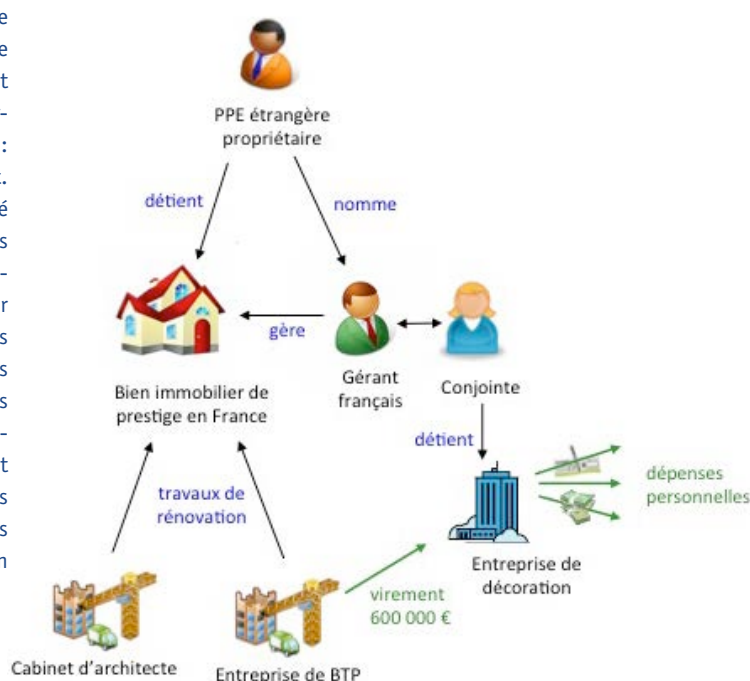 e
e
t
-
:
.
é
s
-
r
s
s
s
-
t
s
s
n
PPE étrangère
propriétaire
détient
nomme
gère
Bien immobilier de
prestige en France
Gérant
français
Conjointe
détient
dépenses
personnelles
travaux de
rénovation
Entreprise de
décoration
virement
600 000 €
Cabinet d'architecte
Entreprise de BTP